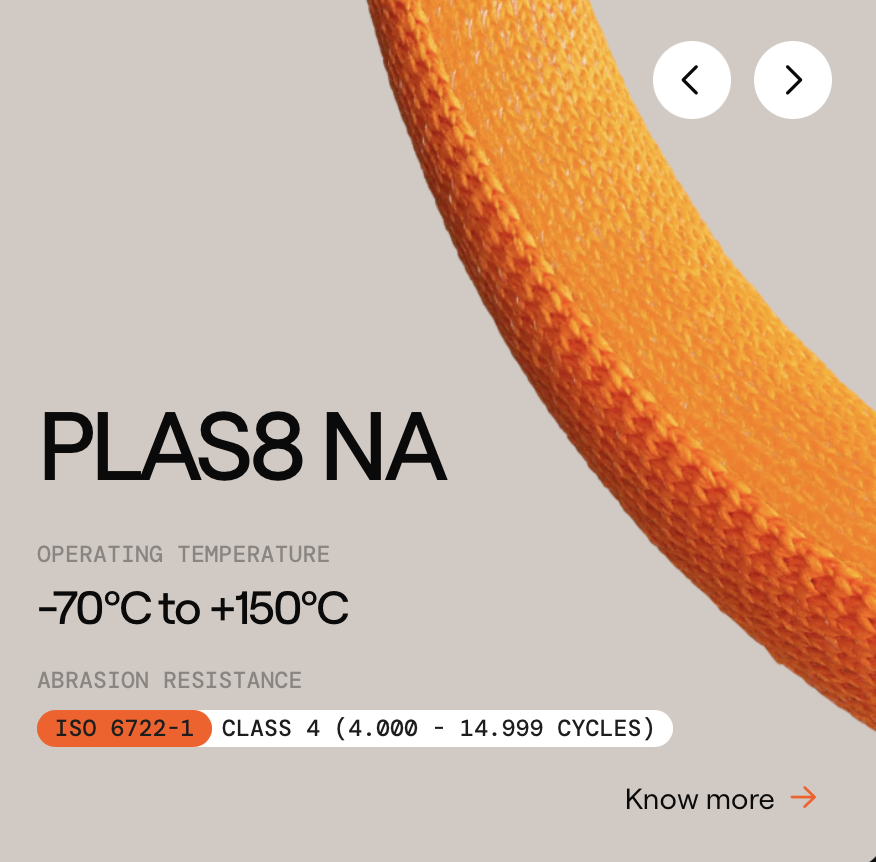 PLAS8 NA
OPERATING TEMPERATURE
-70°C to +150°C
ABRASION RESISTANCE
ISO 6722-1 CLASS 4 (4.000 - 14.999 CYCLES)
Know more →